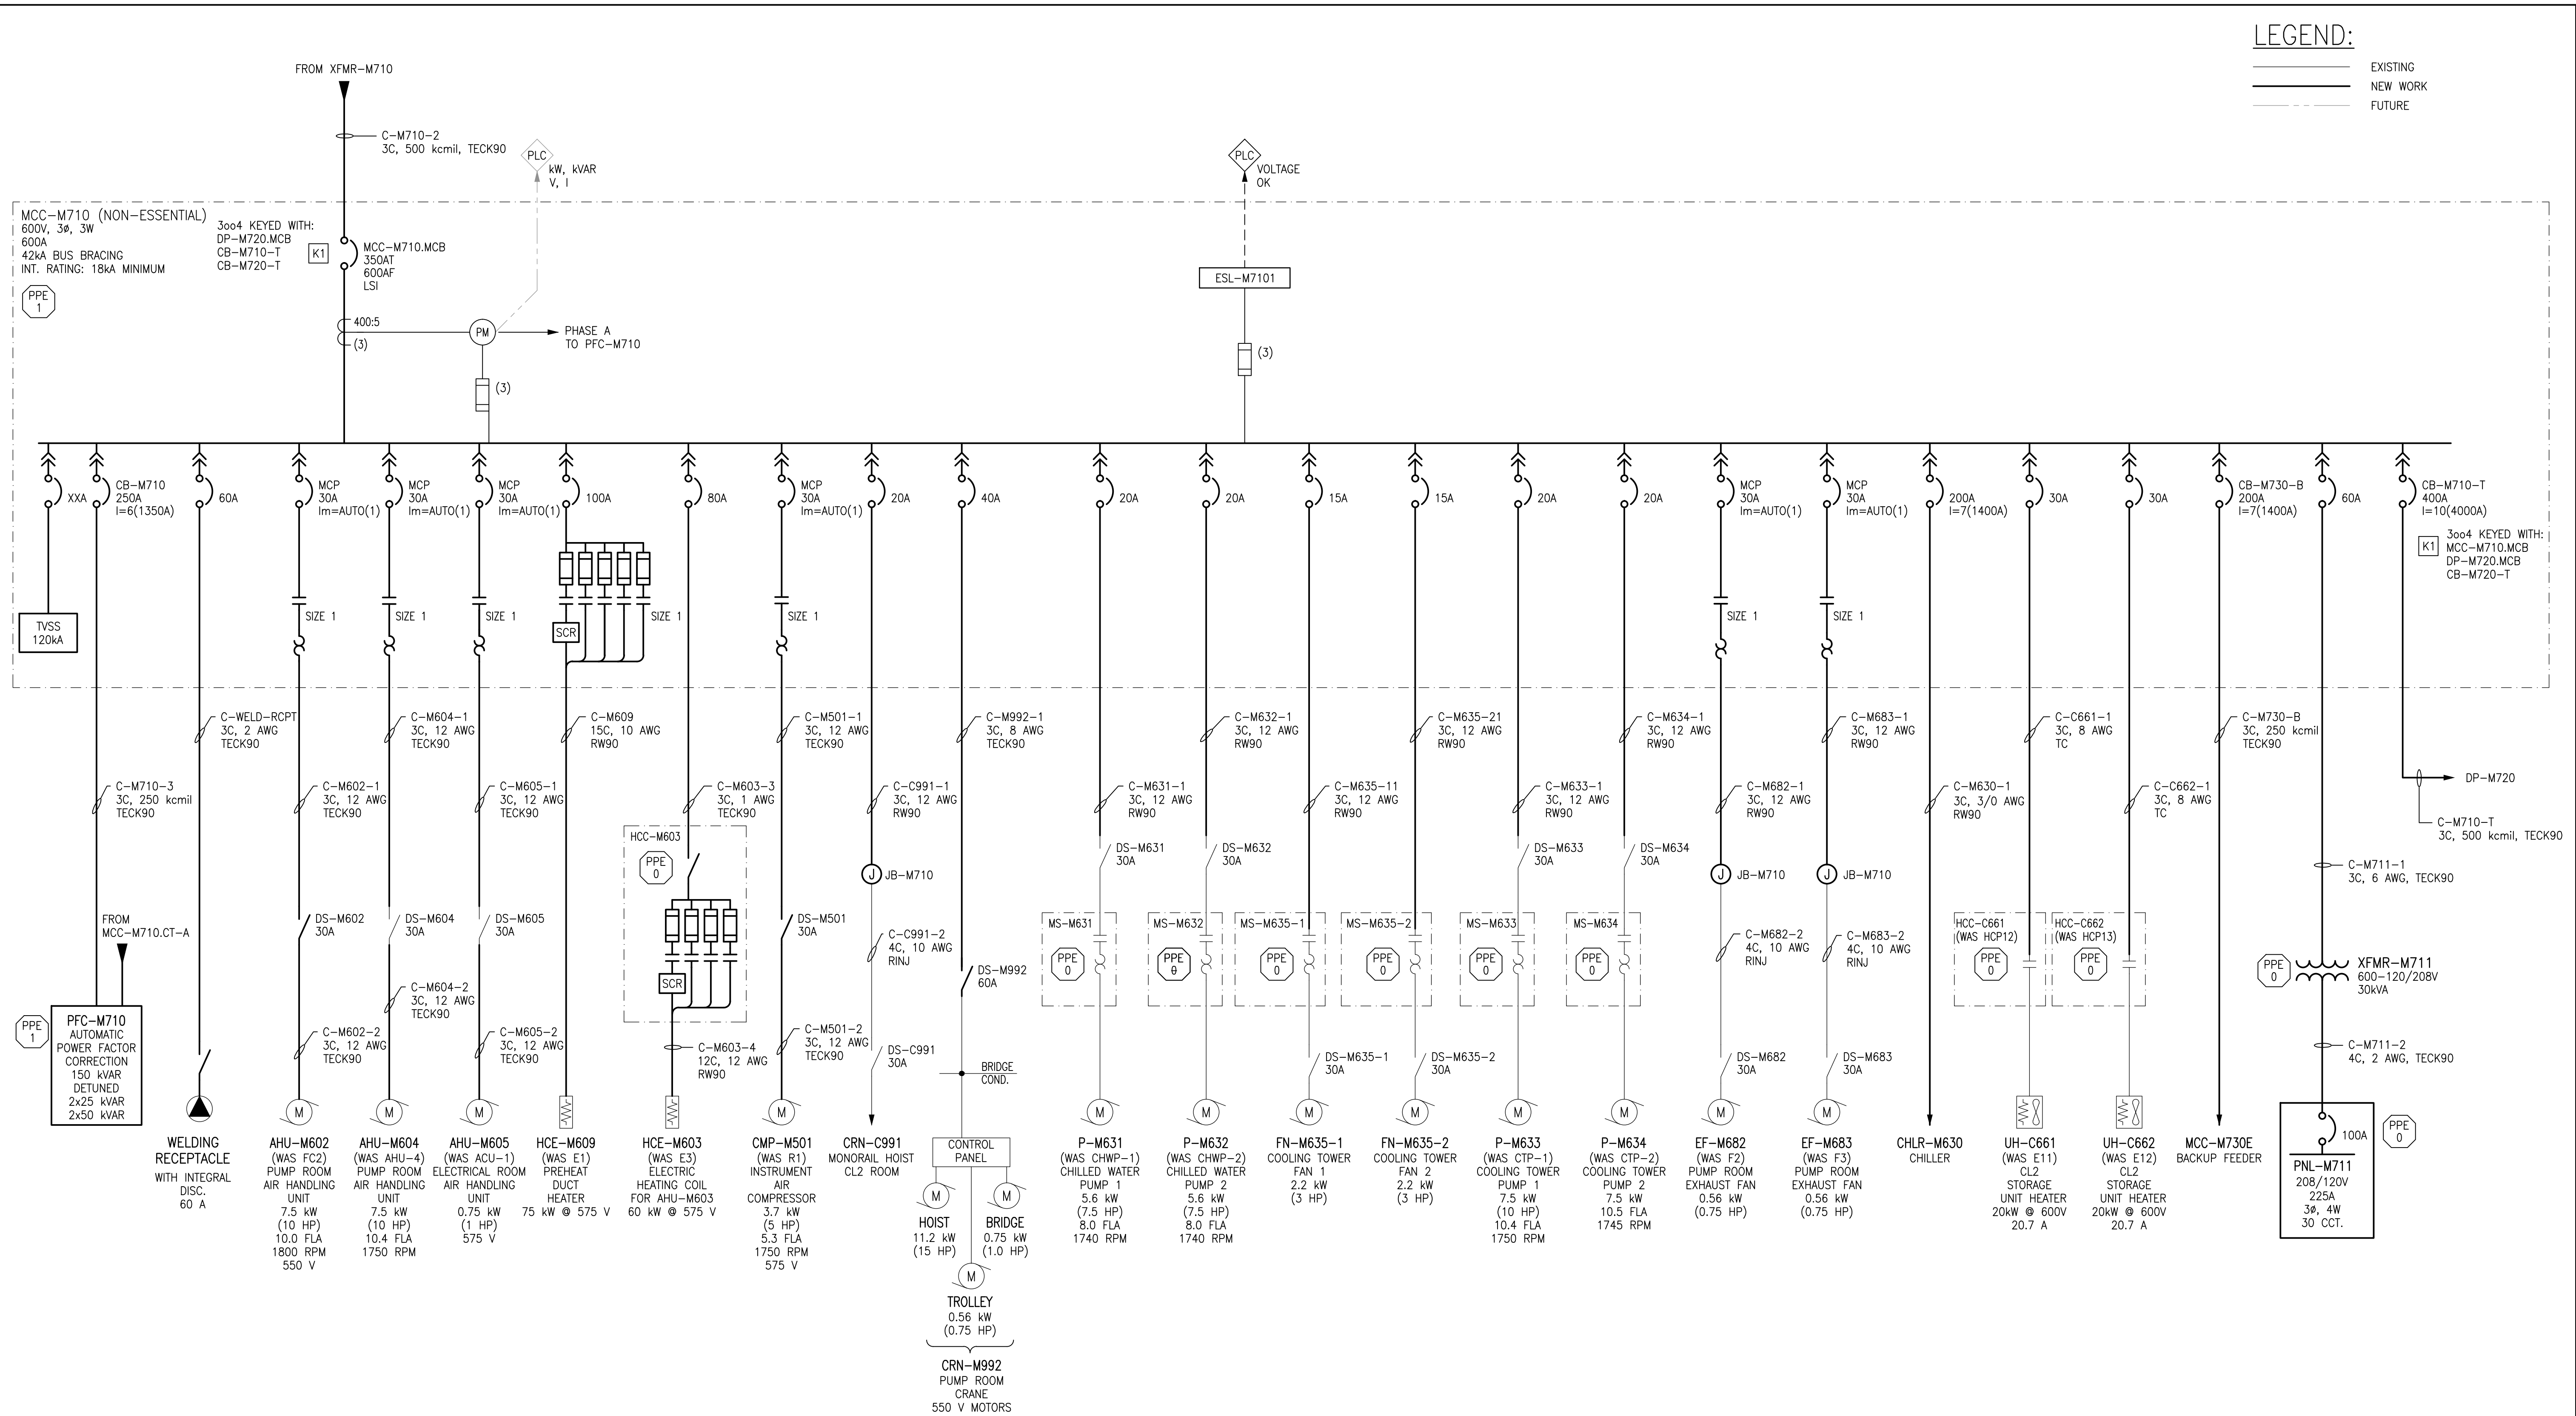 LEGEND:
EXISTING
NEW WORK
FUTURE
FROM XFMR-M710
C-M710-2
3C, 500 kcmil, TECK90
PLC
kW, kVAR
V, I
PLC
VOLTAGE
OK
MCC-M710 (NON-ESSENTIAL)
600V, 3ø, 3W
600A
42kA BUS BRACING
INT. RATING: 18kA MINIMUM
PPE
1
3oo4 KEYED WITH:
DP-M720.MCB
CB-M710-T
CB-M720-T
K1
MCC-M710.MCB
350AT
600AF
LSI
ESL-M7101
400:5
(3)
PM
PHASE A
TO PFC-M710
(3)
(3)
XXA
CB-M710
250A
I=6(1350A)
60A
MCP
30A
Im=AUTO(1)
MCP
30A
Im=AUTO(1)
MCP
30A
Im=AUTO(1)
100A
80A
MCP
30A
Im=AUTO(1)
20A
40A
20A
20A
15A
15A
20A
20A
MCP
30A
Im=AUTO(1)
MCP
30A
Im=AUTO(1)
200A
I=7(1400A)
30A
30A
CB-M730-B
200A
I=7(1400A)
60A
CB-M710-T
400A
I=10(4000A)
K1
3oo4 KEYED WITH:
MCC-M710.MCB
DP-M720.MCB
CB-M720-T
TVSS
120kA
SIZE 1
SIZE 1
SIZE 1
SCR
SIZE 1
SIZE 1
SIZE 1
SIZE 1
C-WELD-RCPT
3C, 2 AWG
TECK90
C-M604-1
3C, 12 AWG
TECK90
C-M609
15C, 10 AWG
RW90
C-M501-1
3C, 12 AWG
TECK90
C-M992-1
3C, 8 AWG
TECK90
C-M632-1
3C, 12 AWG
RW90
C-M635-21
3C, 12 AWG
RW90
C-M634-1
3C, 12 AWG
RW90
C-M683-1
3C, 12 AWG
RW90
C-C661-1
3C, 8 AWG
TC
C-M730-B
3C, 250 kcmil
TECK90
C-M710-3
3C, 250 kcmil
TECK90
C-M602-1
3C, 12 AWG
TECK90
C-M605-1
3C, 12 AWG
TECK90
C-M603-3
3C, 1 AWG
TECK90
C-C991-1
3C, 12 AWG
RW90
C-M631-1
3C, 12 AWG
RW90
C-M635-11
3C, 12 AWG
RW90
C-M633-1
3C, 12 AWG
RW90
C-M682-1
3C, 12 AWG
RW90
C-M630-1
3C, 3/0 AWG
RW90
C-C662-1
3C, 8 AWG
TC
DP-M720
C-M710-T
3C, 500 kcmil, TECK90
HCC-M603
PPE
0
SCR
J
JB-M710
DS-M631
30A
DS-M632
30A
DS-M633
30A
DS-M634
30A
J
JB-M710
J
JB-M710
C-M711-1
3C, 6 AWG, TECK90
FROM
MCC-M710.CT-A
DS-M602
30A
DS-M604
30A
DS-M605
30A
DS-M501
30A
C-C991-2
4C, 10 AWG
RINJ
DS-M992
60A
MS-M631
PPE
0
MS-M632
PPE
0
MS-M635-1
PPE
0
MS-M635-2
PPE
0
MS-M633
PPE
0
MS-M634
PPE
0
C-M682-2
4C, 10 AWG
RINJ
C-M683-2
4C, 10 AWG
RINJ
HCC-C661
(WAS HCP12)
PPE
0
HCC-C662
(WAS HCP13)
PPE
0
PPE
0
XFMR-M711
600-120/208V
30kVA
PPE
1
PFC-M710
AUTOMATIC
POWER FACTOR
CORRECTION
150 kVAR
DETUNED
2x25 kVAR
2x50 kVAR
C-M604-2
3C, 12 AWG
TECK90
C-M602-2
3C, 12 AWG
TECK90
C-M605-2
3C, 12 AWG
TECK90
C-M603-4
12C, 12 AWG
RW90
C-M501-2
3C, 12 AWG
TECK90
DS-C991
30A
BRIDGE
COND.
DS-M635-1
30A
DS-M635-2
30A
DS-M682
30A
DS-M683
30A
C-M711-2
4C, 2 AWG, TECK90
M
M
M
M
M
M
M
M
M
M
M
M
WELDING
RECEPTACLE
WITH INTEGRAL
DISC.
60 A
AHU-M602
(WAS FC2)
PUMP ROOM
AIR HANDLING
UNIT
7.5 kW
(10 HP)
10.0 FLA
1800 RPM
550 V
AHU-M604
(WAS AHU-4)
PUMP ROOM
AIR HANDLING
UNIT
7.5 kW
(10 HP)
10.4 FLA
1750 RPM
AHU-M605
(WAS ACU-1)
ELECTRICAL ROOM
AIR HANDLING
UNIT
0.75 kW
(1 HP)
575 V
HCE-M609
(WAS E1)
PREHEAT
DUCT
HEATER
75 kW @ 575 V
HCE-M603
(WAS E3)
ELECTRIC
HEATING COIL
FOR AHU-M603
60 kW @ 575 V
CMP-M501
(WAS R1)
INSTRUMENT
AIR
COMPRESSOR
3.7 kW
(5 HP)
5.3 FLA
1750 RPM
575 V
CRN-C991
MONORAIL HOIST
CL2 ROOM
CONTROL
PANEL
M
HOIST
11.2 kW
(15 HP)
M
BRIDGE
0.75 kW
(1.0 HP)
M
TROLLEY
0.56 kW
(0.75 HP)
CRN-M992
PUMP ROOM
CRANE
550 V MOTORS
P-M631
(WAS CHWP-1)
CHILLED WATER
PUMP 1
5.6 kW
(7.5 HP)
8.0 FLA
1740 RPM
P-M632
(WAS CHWP-2)
CHILLED WATER
PUMP 2
5.6 kW
(7.5 HP)
8.0 FLA
1740 RPM
FN-M635-1
COOLING TOWER
FAN 1
2.2 kW
(3 HP)
FN-M635-2
COOLING TOWER
FAN 2
2.2 kW
(3 HP)
P-M633
(WAS CTP-1)
COOLING TOWER
PUMP 1
7.5 kW
(10 HP)
10.4 FLA
1750 RPM
P-M634
(WAS CTP-2)
COOLING TOWER
PUMP 2
7.5 kW
10.5 FLA
1745 RPM
EF-M682
(WAS F2)
PUMP ROOM
EXHAUST FAN
0.56 kW
(0.75 HP)
EF-M683
(WAS F3)
PUMP ROOM
EXHAUST FAN
0.56 kW
(0.75 HP)
CHLR-M630
CHILLER
UH-C661
(WAS E11)
CL2
STORAGE
UNIT HEATER
20kW @ 600V
20.7 A
UH-C662
(WAS E12)
CL2
STORAGE
UNIT HEATER
20kW @ 600V
20.7 A
MCC-M730E
BACKUP FEEDER
100A
PPE
0
PNL-M711
208/120V
225A
3ø, 4W
30 CCT.